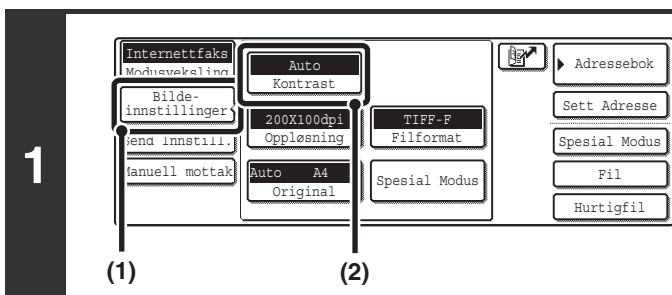 1
Internettfaks
Modusveksling
Bilde-
innstillinger
Send Innstill.
Manuell mottak
Auto
Kontrast
200X100dpi
Oppløsning
Auto A4
Original
TIFF-F
Filformat
Spesial Modus
Adressebok
Sett Adresse
Spesial Modus
Fil
Hurtigfil
(1)
(2)